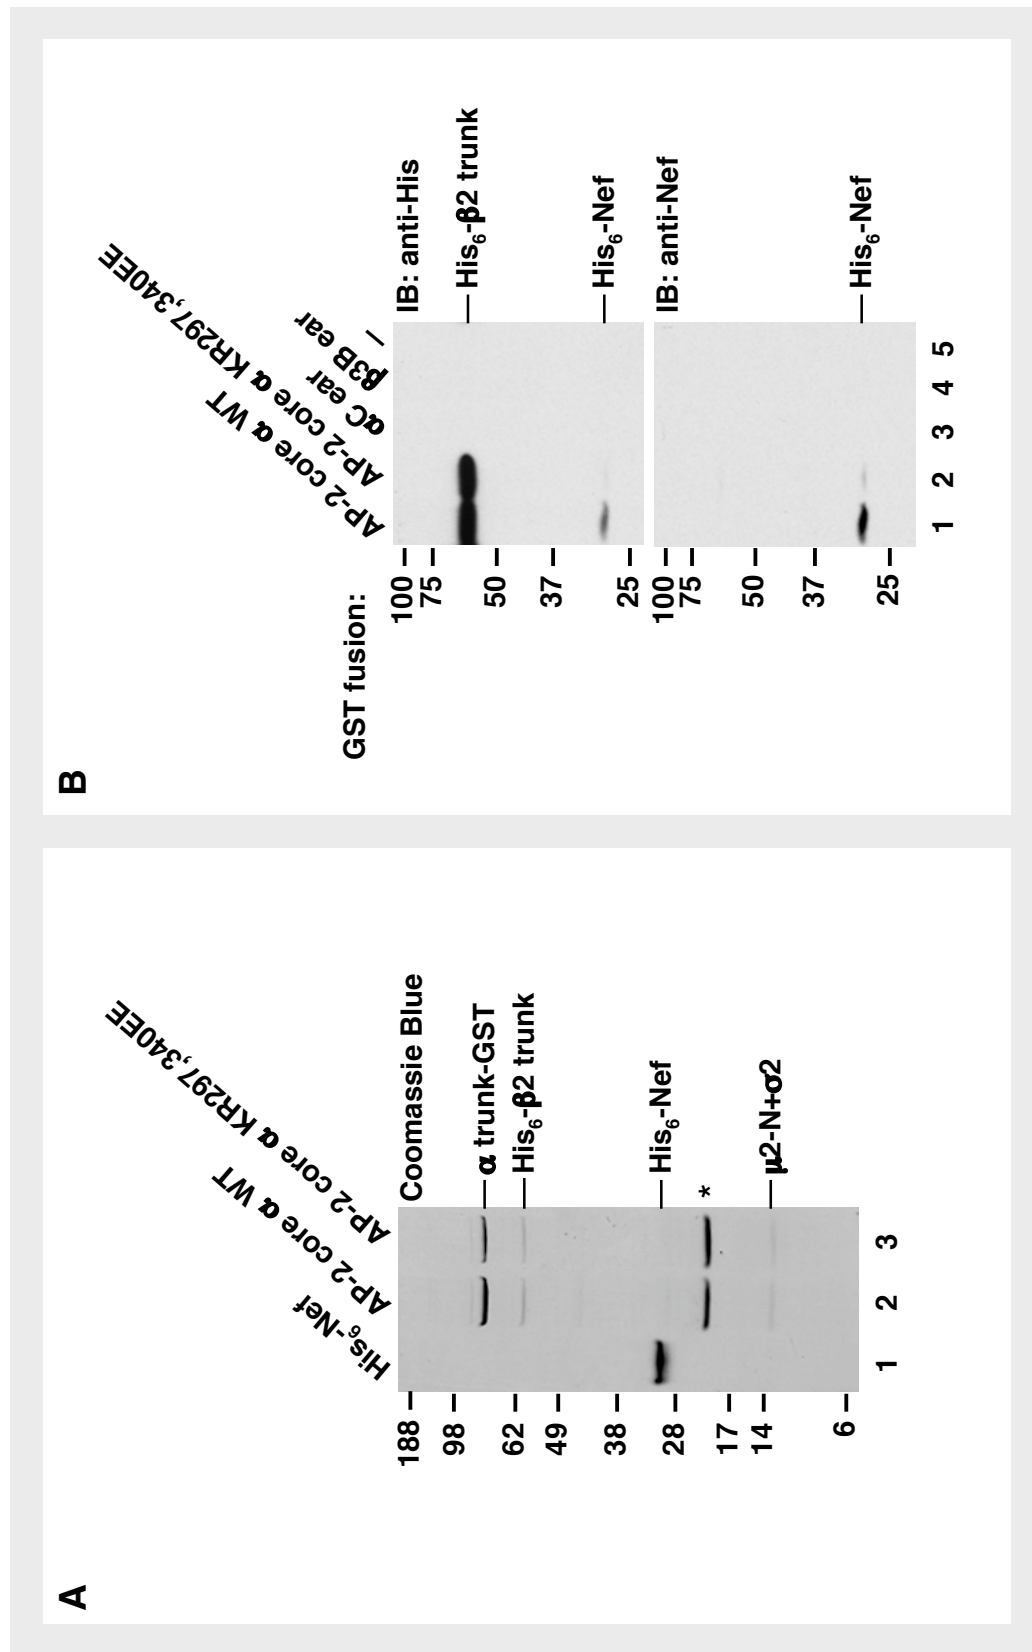 A
His6-Nef
AP-2 core α WT
AP-2 core α KR297,340EE
Coomassie Blue
188
98
62
49
38
28
17
14
6
α trunk-GST
His6-β2 trunk
His6-Nef
*
μ2-N+σ2
1 2 3
B
GST fusion:
AP-2 core α WT
AP-2 core α KR297,340EE
αC ear
β3B ear
–
IB: anti-His
100
75
50
37
25
His6-β2 trunk
His6-Nef
IB: anti-Nef
100
75
50
37
25
His6-Nef
1 2 3 4 5